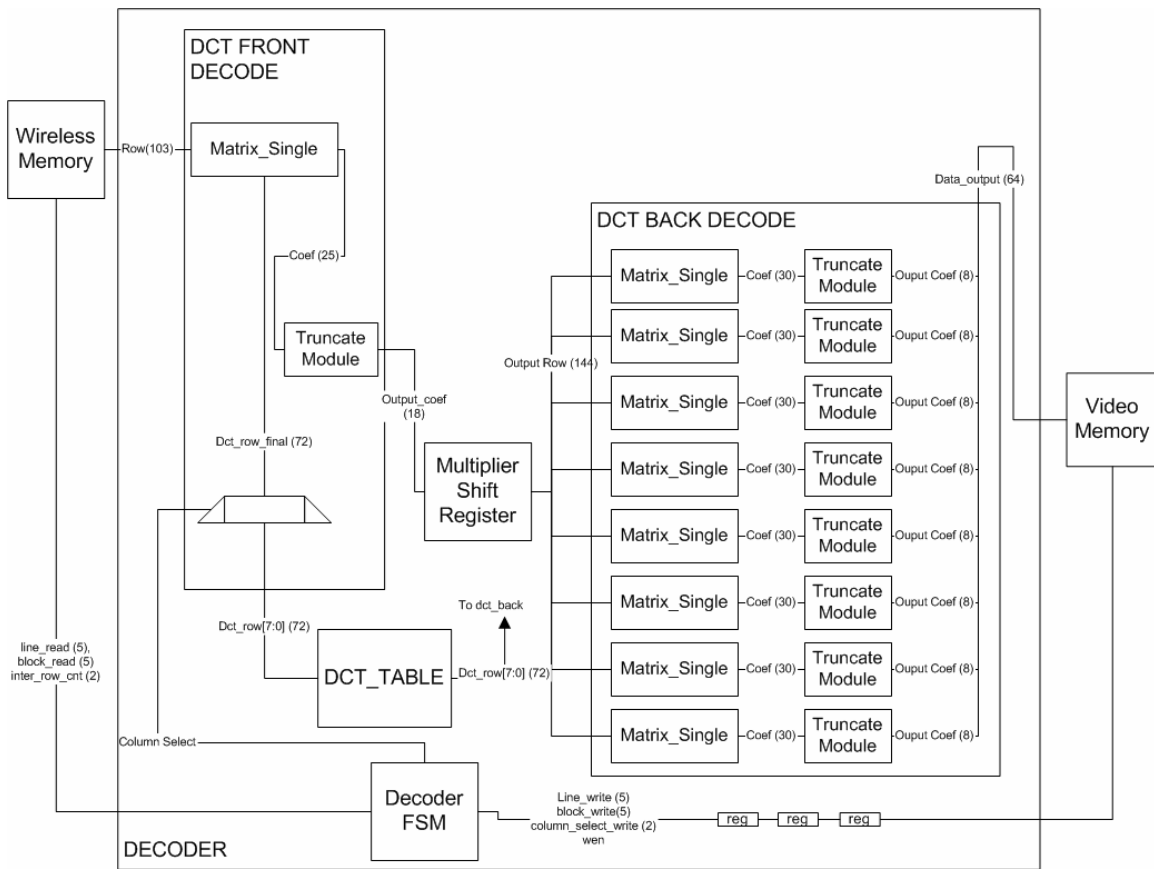 DCT FRONT
DECODE
Wireless
Memory
Row(103)
Matrix_Single
Coef (25)
Truncate
Module
Output_coef
(18)
Dct_row_final (72)
Multiplier
Shift
Register
Dct_row[7:0] (72)
To dct_back
DCT_TABLE
Dct_row[7:0] (72)
line_read (5),
block_read (5)
inter_row_cnt (2)
Column Select
Decoder
FSM
DECODER
Line_write (5)
block_write(5)
column_select_write (2)
wen
reg
reg
reg
Data_output (64)
DCT BACK DECODE
Output Row (144)
Matrix_Single
Coef (30)
Truncate
Module
Ouput Coef (8)
Matrix_Single
Coef (30)
Truncate
Module
Ouput Coef (8)
Matrix_Single
Coef (30)
Truncate
Module
Ouput Coef (8)
Matrix_Single
Coef (30)
Truncate
Module
Ouput Coef (8)
Matrix_Single
Coef (30)
Truncate
Module
Ouput Coef (8)
Matrix_Single
Coef (30)
Truncate
Module
Ouput Coef (8)
Matrix_Single
Coef (30)
Truncate
Module
Ouput Coef (8)
Matrix_Single
Coef (30)
Truncate
Module
Ouput Coef (8)
Video
Memory